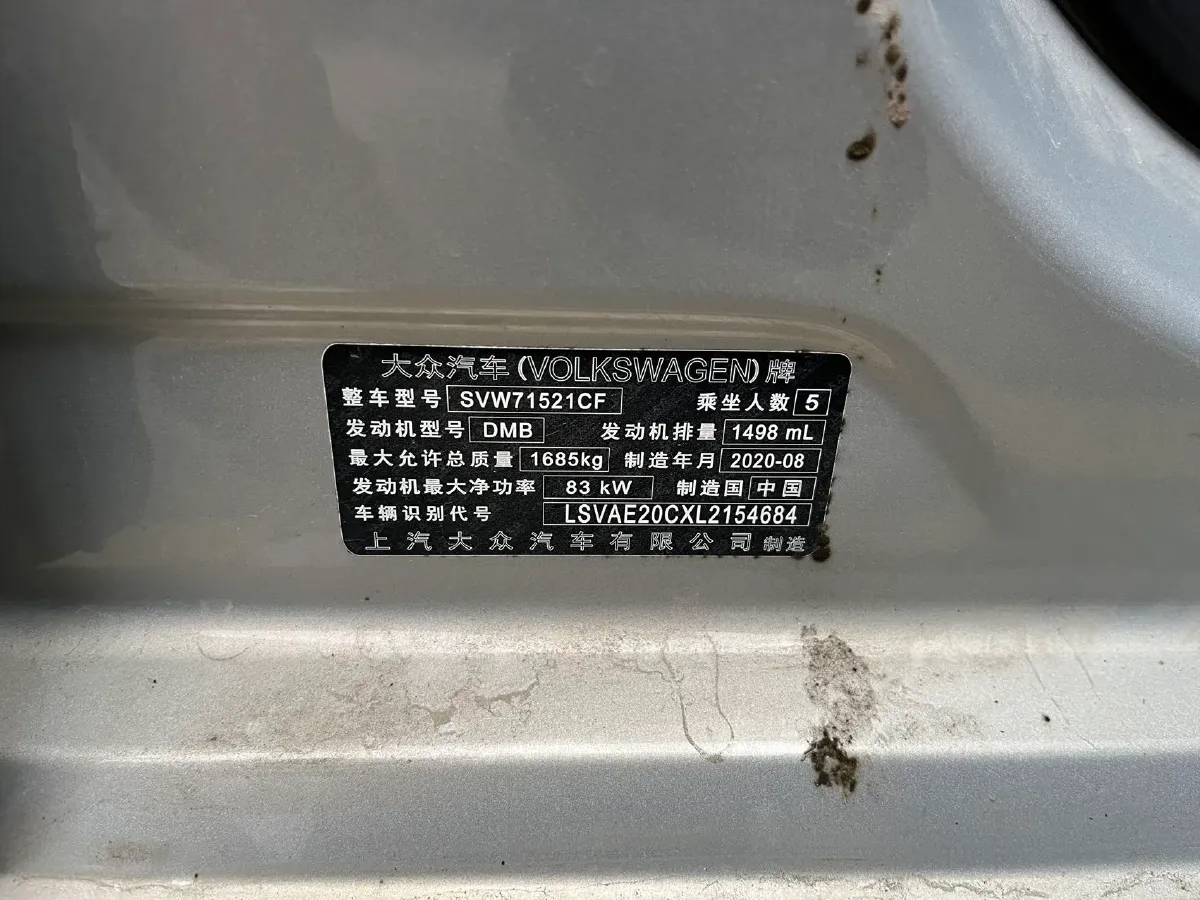 大众汽车(VOLKSWAGEN)牌
整车型号 SVW71521CF 乘坐人数 5
发动机型号 DMB 发动机排量 1498 mL
最大允许总质量 1685kg 制造年月 2020-08
发动机最大净功率 83 kW 制造国 中国
车辆识别代号 LSVAE20CXL2154684
上汽大众汽车有限公司 制造